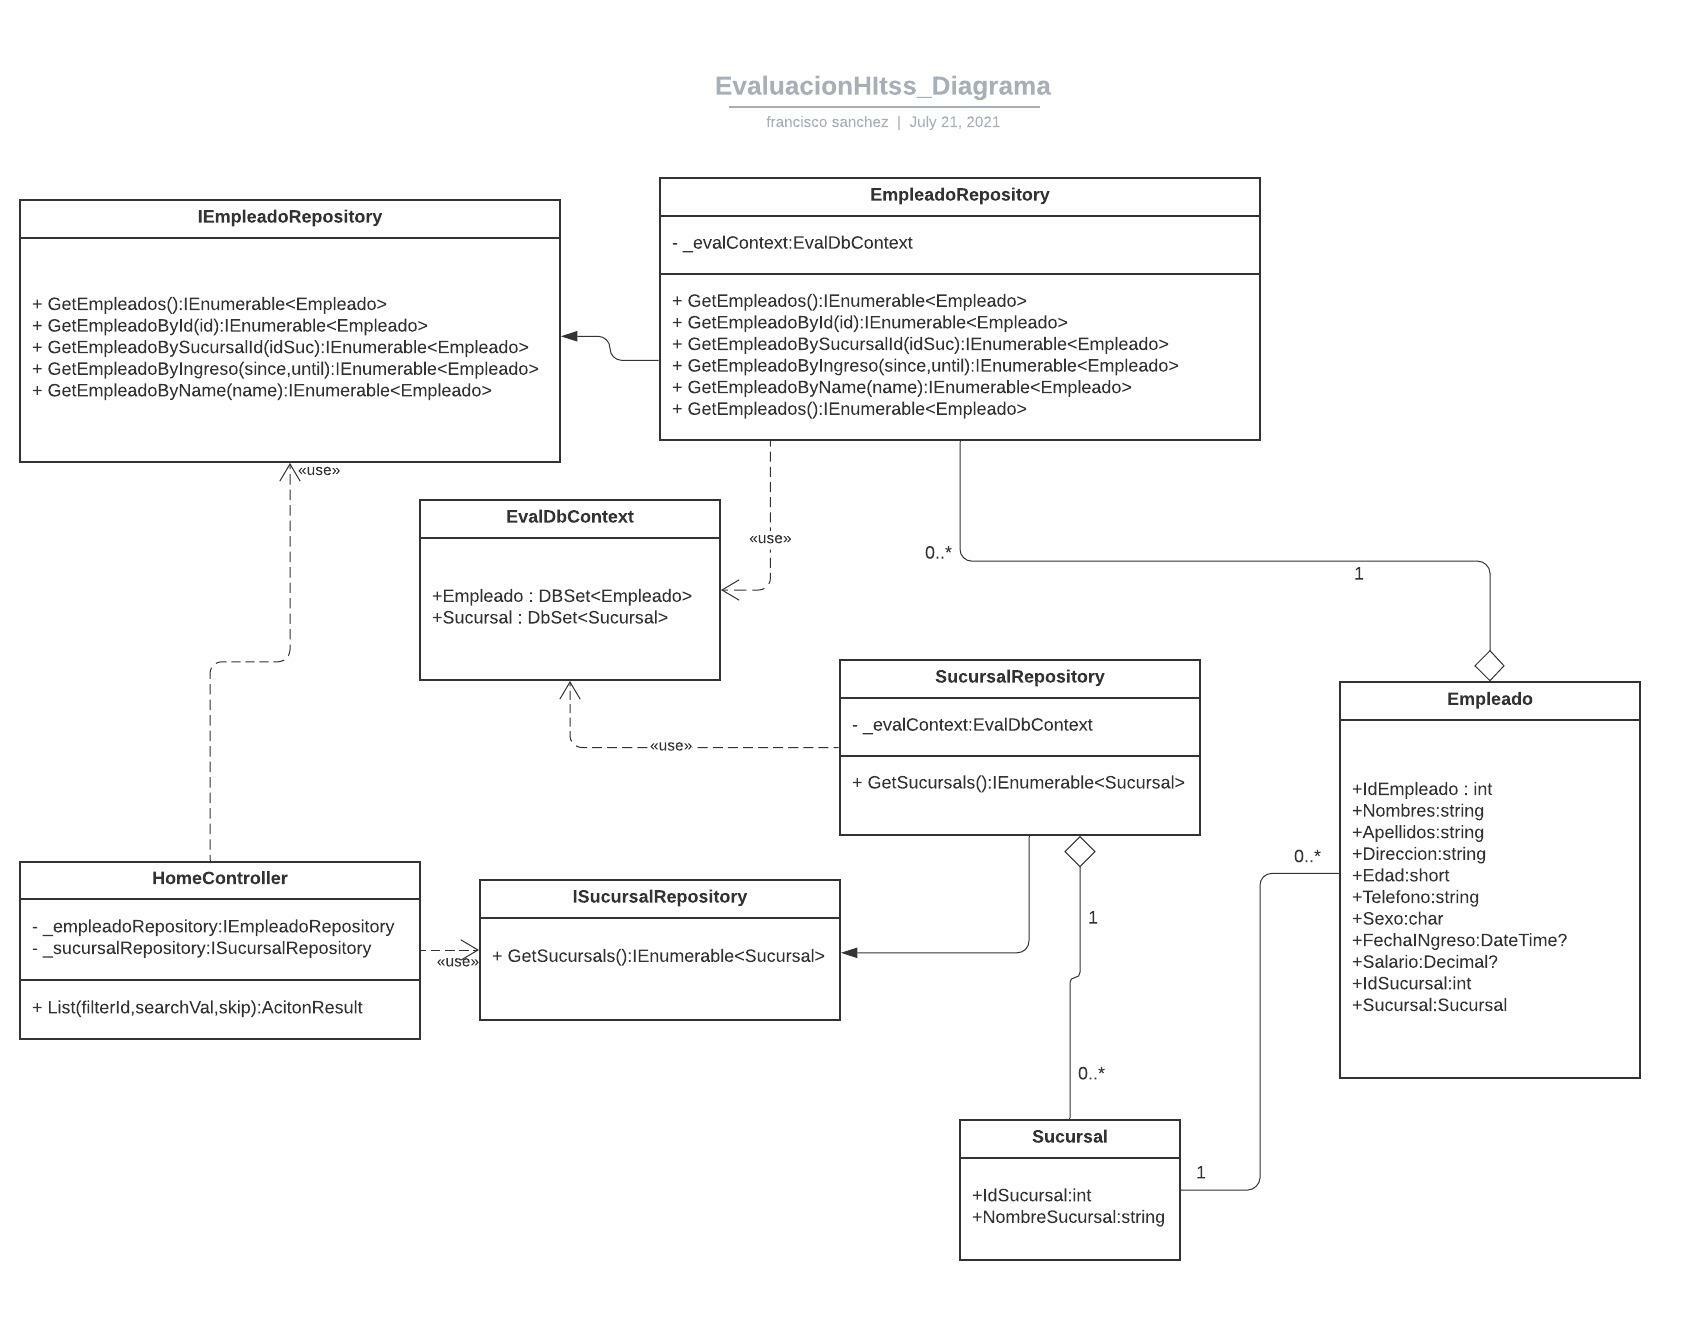 EvaluacionHItss_Diagrama
francisco sanchez | July 21, 2021
IEmpleadoRepository
+ GetEmpleados():IEnumerable<Empleado>
+ GetEmpleadoById(id):IEnumerable<Empleado>
+ GetEmpleadoBySucursalId(idSuc):IEnumerable<Empleado>
+ GetEmpleadoByIngreso(since,until):IEnumerable<Empleado>
+ GetEmpleadoByName(name):IEnumerable<Empleado>
EmpleadoRepository
- _evalContext:EvalDbContext
+ GetEmpleados():IEnumerable<Empleado>
+ GetEmpleadoById(id):IEnumerable<Empleado>
+ GetEmpleadoBySucursalId(idSuc):IEnumerable<Empleado>
+ GetEmpleadoByIngreso(since,until):IEnumerable<Empleado>
+ GetEmpleadoByName(name):IEnumerable<Empleado>
+ GetEmpleados():IEnumerable<Empleado>
«use»
EvalDbContext
+Empleado : DBSet<Empleado>
+Sucursal : DbSet<Sucursal>
«use»
0..*
1
«use»
SucursalRepository
- _evalContext:EvalDbContext
+ GetSucursals():IEnumerable<Sucursal>
Empleado
+IdEmpleado : int
+Nombres:string
+Apellidos:string
+Direccion:string
+Edad:short
+Telefono:string
+Sexo:char
+FechaINgreso:DateTime?
+Salario:Decimal?
+IdSucursal:int
+Sucursal:Sucursal
0..*
HomeController
- _empleadoRepository:IEmpleadoRepository
- _sucursalRepository:ISucursalRepository
+ List(filterId,searchVal,skip):AcitonResult
«use»
ISucursalRepository
+ GetSucursals():IEnumerable<Sucursal>
1
0..*
Sucursal
+IdSucursal:int
+NombreSucursal:string
1